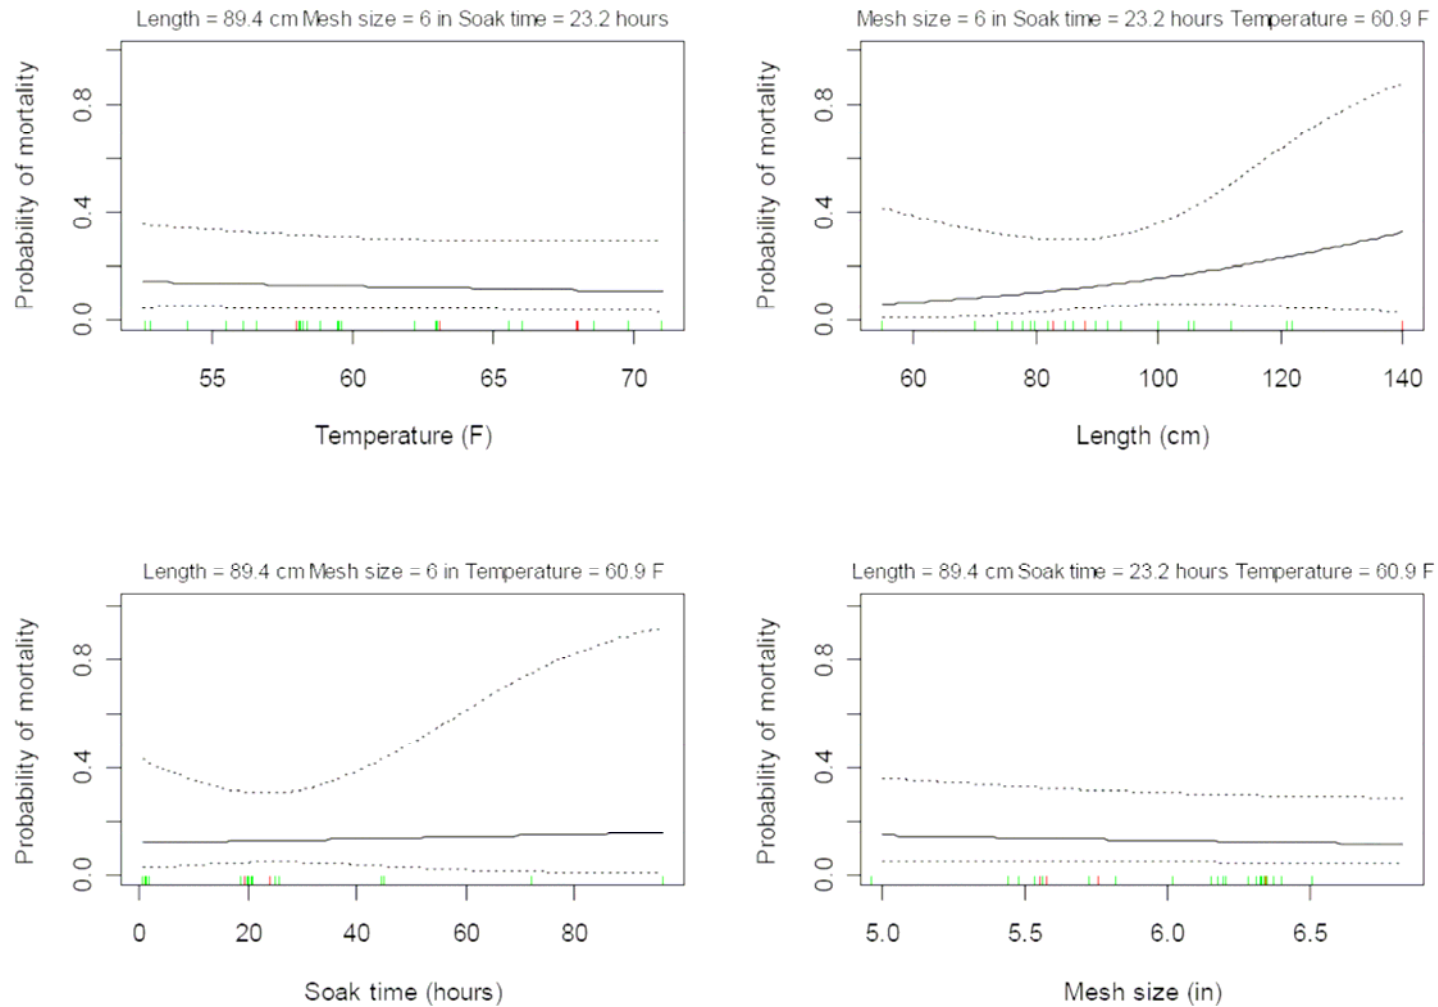 Length = 89.4 cm Mesh size = 6 in Soak time = 23.2 hours
Probability of mortality
0.8
0.4
0.0
55 60 65 70
Temperature (F)
Mesh size = 6 in Soak time = 23.2 hours Temperature = 60.9 F
Probability of mortality
0.8
0.4
0.0
60 80 100 120 140
Length (cm)
Length = 89.4 cm Mesh size = 6 in Temperature = 60.9 F
Probability of mortality
0.8
0.4
0.0
0 20 40 60 80
Soak time (hours)
Length = 89.4 cm Soak time = 23.2 hours Temperature = 60.9 F
Probability of mortality
0.8
0.4
0.0
5.0 5.5 6.0 6.5
Mesh size (in)